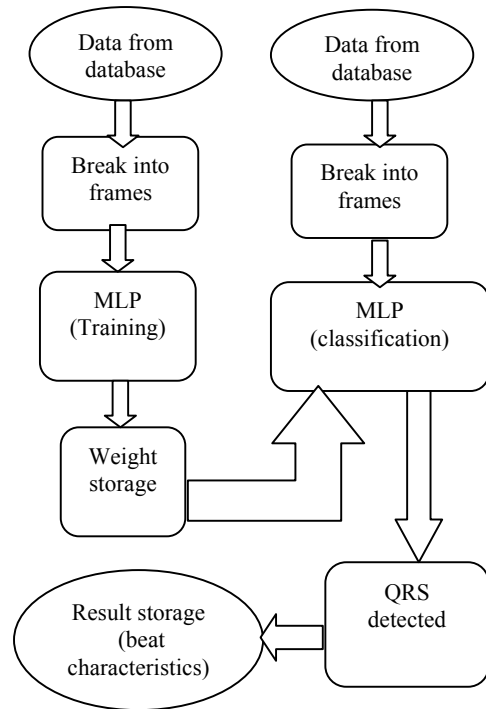 Data from
database
Break into
frames
MLP
(Training)
Weight
storage
Data from
database
Break into
frames
MLP
(classification)
QRS
detected
Result storage
(beat
characteristics)